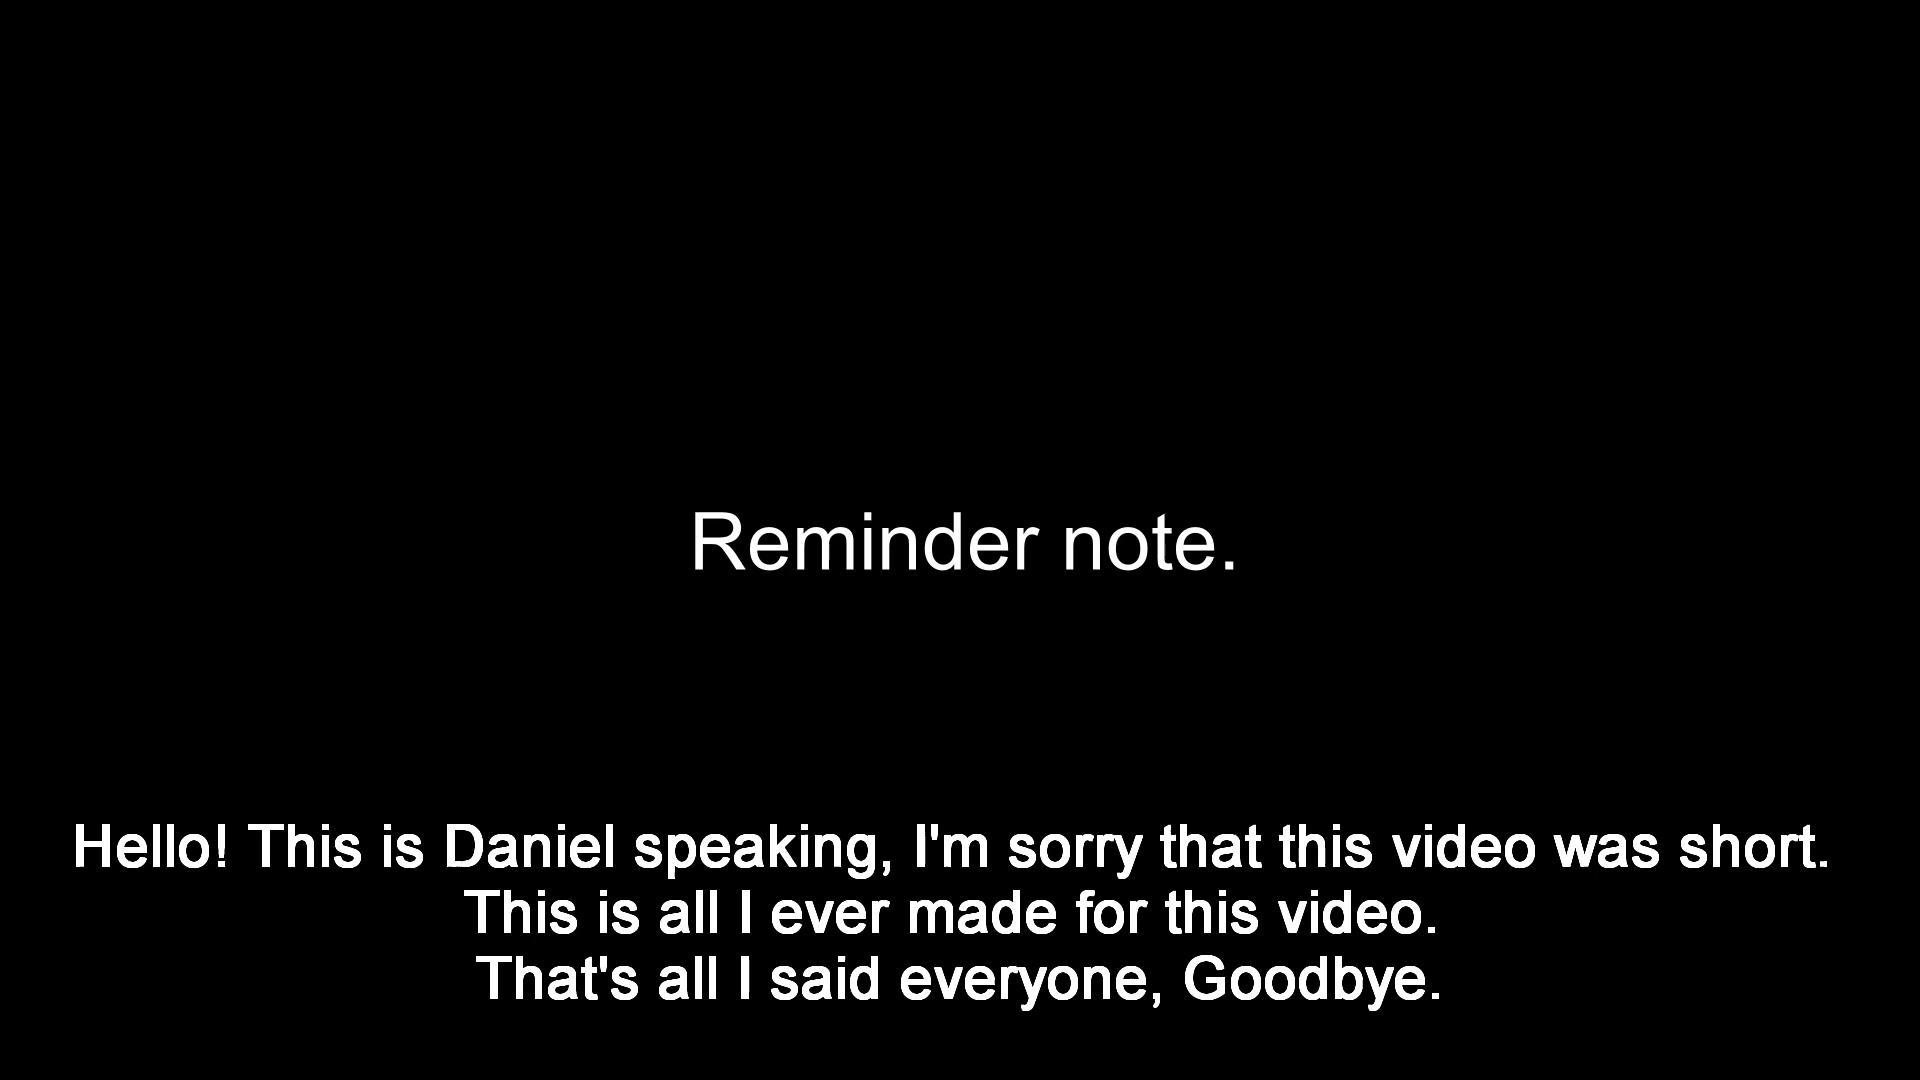 Reminder note.
Hello! This is Daniel speaking, I'm sorry that this video was short.
This is all I ever made for this video.
That's all I said everyone, Goodbye.